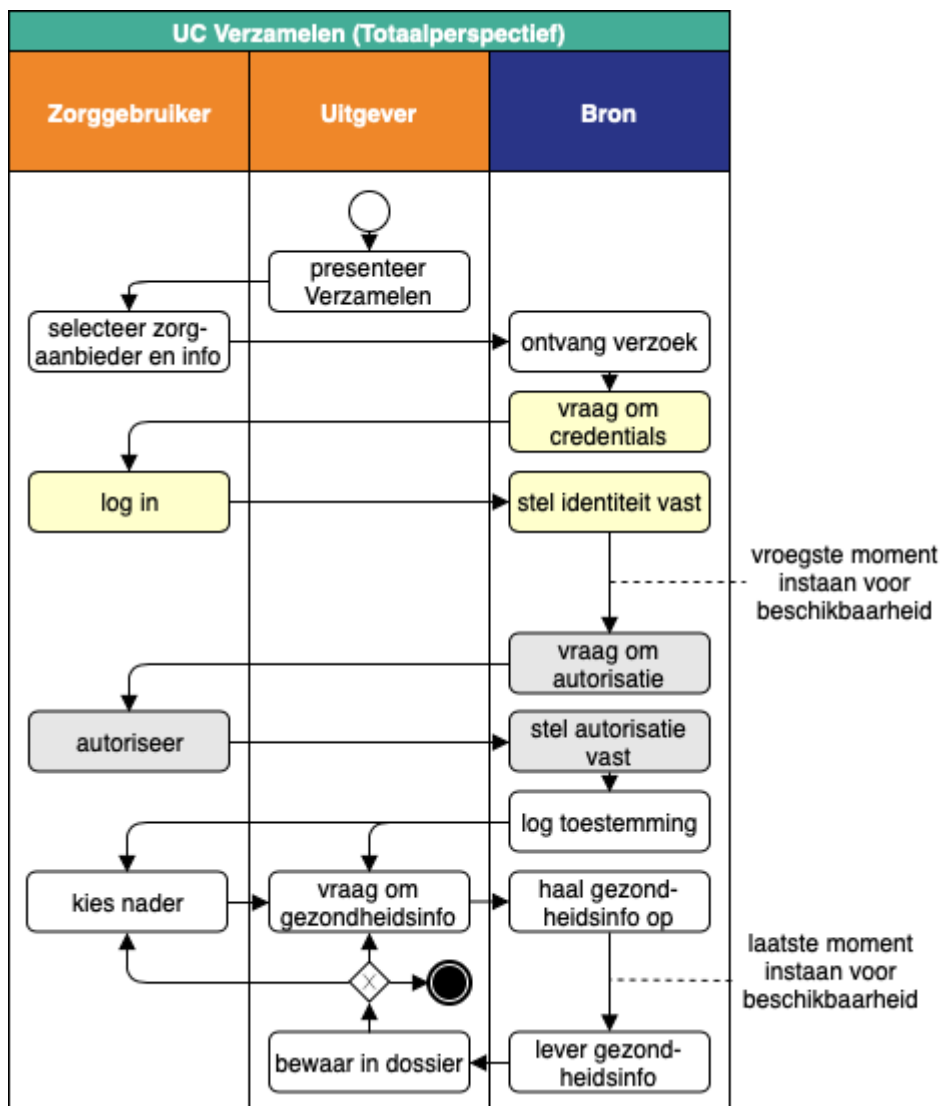 UC Verzamelen (Totaalperspectief)
Zorggebruiker
Uitgever
Bron
presenteer
Verzamelen
selecteer zorg-
aanbieder en info
ontvang verzoek
vraag om
credentials
log in
stel identiteit vast
vroegste moment
instaan voor
beschikbaarheid
vraag om
autorisatie
autoriseer
stel autorisatie
vast
log toestemming
kies nader
vraag om
gezondheidsinfo
haal gezond-
heidsinfo op
laatste moment
instaan voor
beschikbaarheid
X
bewaar in dossier
lever gezond-
heidsinfo